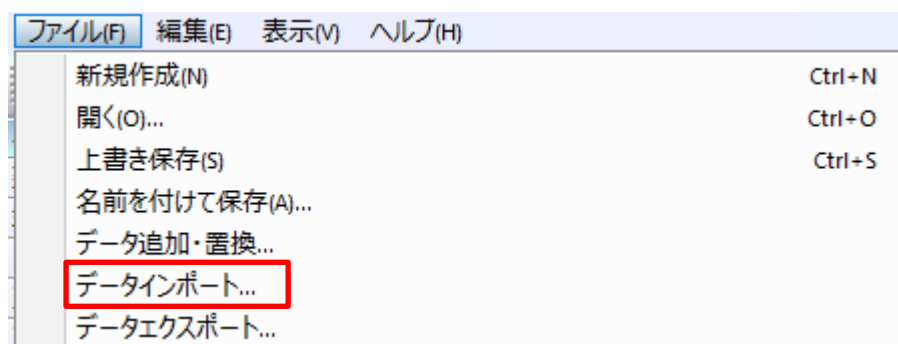 ファイル(F) 編集(E) 表示(V) ヘルプ(H)
新規作成(N) Ctrl+N
開く(O)... Ctrl+O
上書き保存(S) Ctrl+S
名前を付けて保存(A)...
データ追加・置換...
データインポート...
データエクスポート...